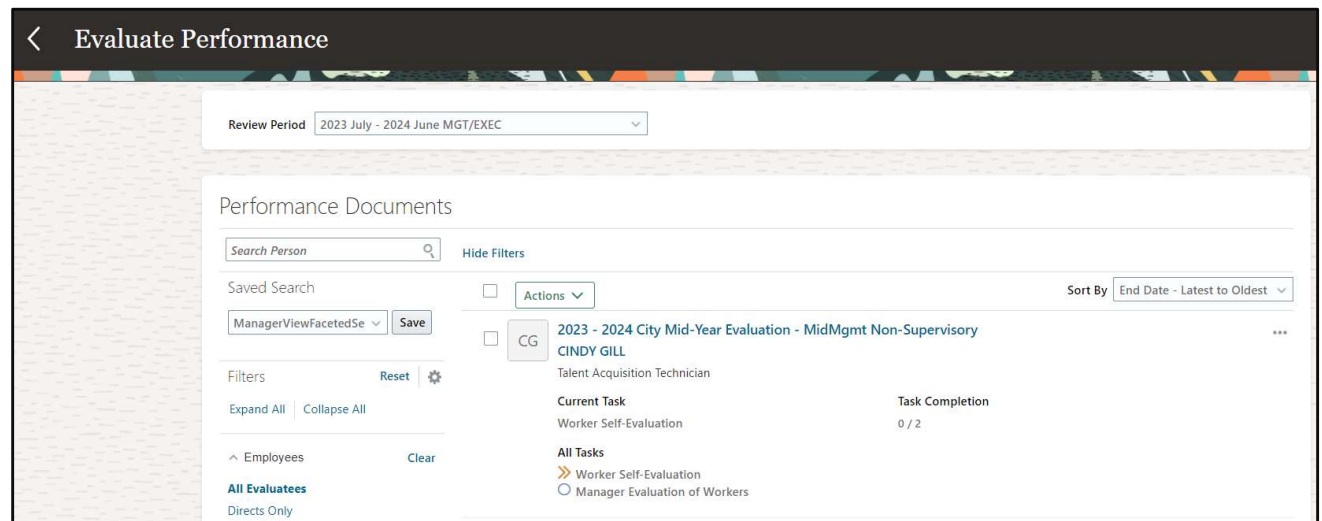 Evaluate Performance
Review Period 2023 July - 2024 June MGT/EXEC
Performance Documents
Search Person
Hide Filters
Saved Search
ManagerViewFacetedSe
Save
Filters
Reset
Expand All
Collapse All
Employees
Clear
All Evaluatees
Directs Only
Actions
Sort By End Date - Latest to Oldest
CG
2023 - 2024 City Mid-Year Evaluation - MidMgmt Non-Supervisory
CINDY GILL
Talent Acquisition Technician
Current Task
Worker Self-Evaluation
Task Completion
0 / 2
All Tasks
Worker Self-Evaluation
Manager Evaluation of Workers